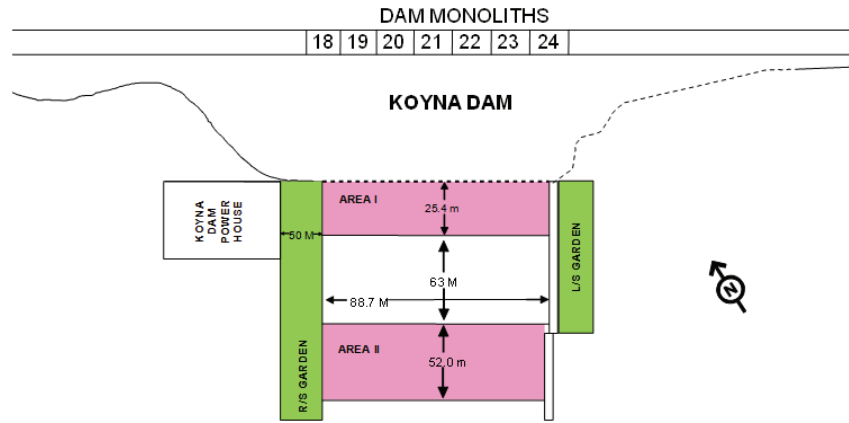 DAM MONOLITHS
18 19 20 21 22 23 24
KOYNA DAM
AREA I
25.4 m
KOYNA
DAM
POWER
HOUSE
50 M
R/S GARDEN
L/S GARDEN
63 M
88.7 M
AREA II
52.0 m
N